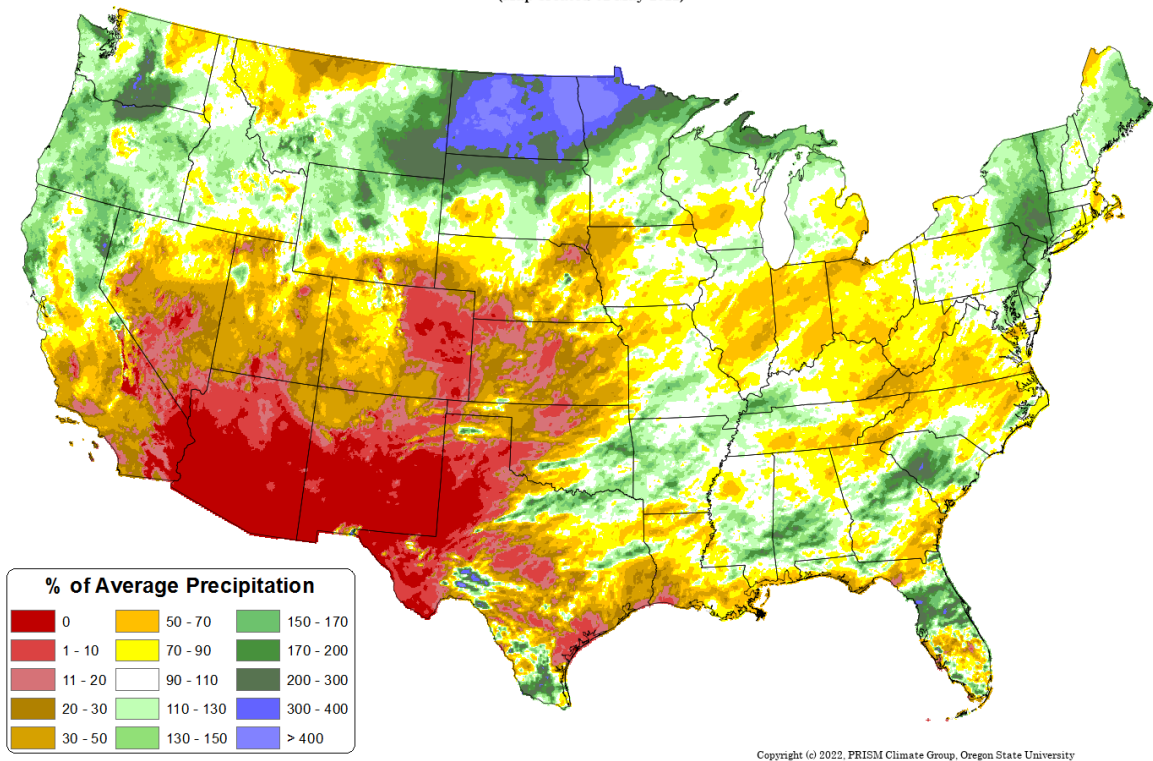 % of Average Precipitation
0
1 - 10
11 - 20
20 - 30
30 - 50
50 - 70
70 - 90
90 - 110
110 - 130
130 - 150
150 - 170
170 - 200
200 - 300
300 - 400
> 400
Copyright (c) 2022, PRISM Climate Group, Oregon State University